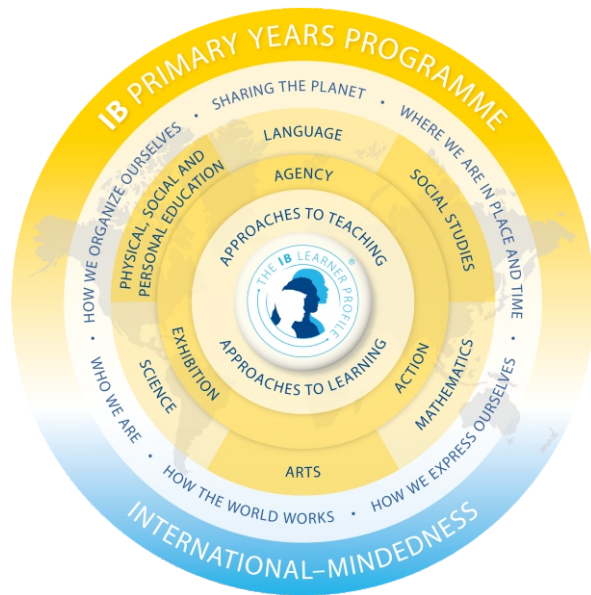 IB PRIMARY YEARS PROGRAMME
SHARING THE PLANET
•
WHERE WE ARE IN PLACE AND TIME
•
HOW WE EXPRESS OURSELVES
•
HOW THE WORLD WORKS
•
WHO WE ARE
•
HOW WE ORGANIZE OURSELVES
•
LANGUAGE
SOCIAL STUDIES
MATHEMATICS
ARTS
SCIENCE
PHYSICAL, SOCIAL AND
PERSONAL EDUCATION
AGENCY
ACTION
EXHIBITION
APPROACHES TO TEACHING
APPROACHES TO LEARNING
THE IB LEARNER PROFILE®
INTERNATIONAL–MINDEDNESS